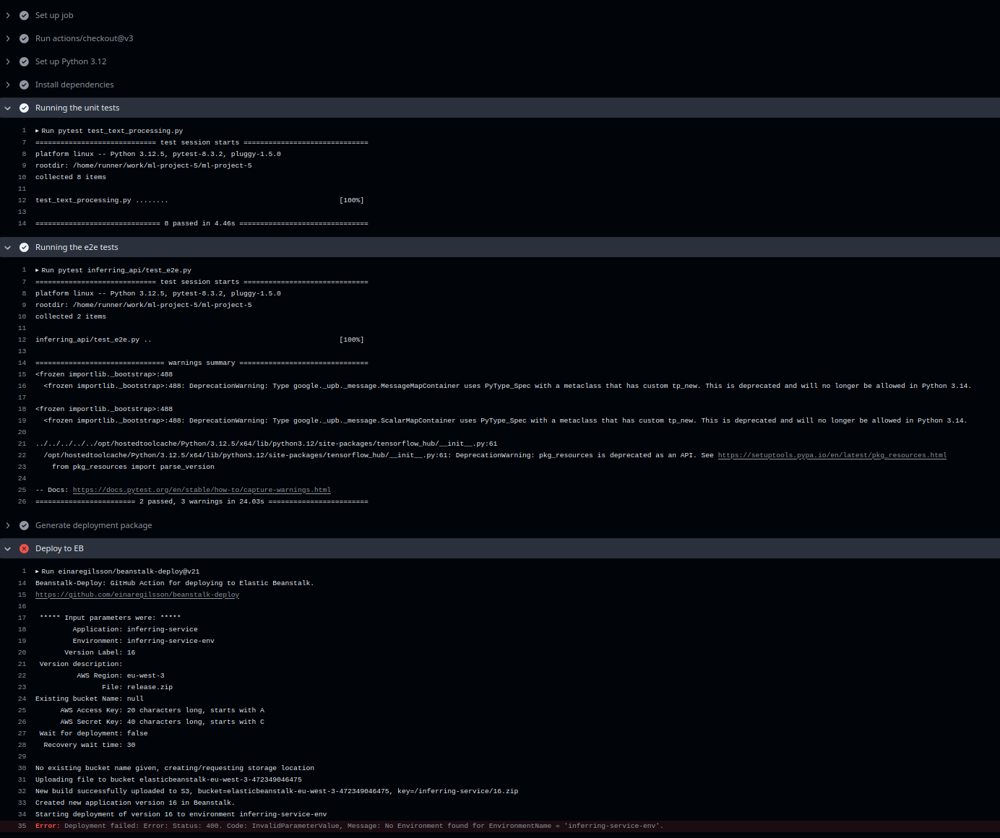 Set up job
Run actions/checkout@v3
Set up Python 3.12
Install dependencies
Running the unit tests
1 ▸ Run pytest test_text_processing.py
7 ============================= test session starts ==============================
8 platform linux -- Python 3.12.5, pytest-8.3.2, pluggy-1.5.0
9 rootdir: /home/runner/work/ml-project-5/ml-project-5
10 collected 8 items
11
12 test_text_processing.py ........ [100%]
13
14 ============================== 8 passed in 4.46s ===============================
Running the e2e tests
1 ▸ Run pytest inferring_api/test_e2e.py
7 ============================= test session starts ==============================
8 platform linux -- Python 3.12.5, pytest-8.3.2, pluggy-1.5.0
9 rootdir: /home/runner/work/ml-project-5/ml-project-5
10 collected 2 items
11
12 inferring_api/test_e2e.py .. [100%]
13
14 =============================== warnings summary ===============================
15 <frozen importlib._bootstrap>:488
16 <frozen importlib._bootstrap>:488: DeprecationWarning: Type google._upb._message.MessageMapContainer uses PyType_Spec with a metaclass that has custom tp_new. This is deprecated and will no longer be allowed in Python 3.14.
17
18 <frozen importlib._bootstrap>:488
19 <frozen importlib._bootstrap>:488: DeprecationWarning: Type google._upb._message.ScalarMapContainer uses PyType_Spec with a metaclass that has custom tp_new. This is deprecated and will no longer be allowed in Python 3.14.
20
21 ../../../../../opt/hostedtoolcache/Python/3.12.5/x64/lib/python3.12/site-packages/tensorflow_hub/__init__.py:61
22 /opt/hostedtoolcache/Python/3.12.5/x64/lib/python3.12/site-packages/tensorflow_hub/__init__.py:61: DeprecationWarning: pkg_resources is deprecated as an API. See https://setuptools.pypa.io/en/latest/pkg_resources.html
23 from pkg_resources import parse_version
24
25 -- Docs: https://docs.pytest.org/en/stable/how-to/capture-warnings.html
26 ======================== 2 passed, 3 warnings in 24.03s ========================
Generate deployment package
Deploy to EB
1 ▸ Run einaregilsson/beanstalk-deploy@v21
14 Beanstalk-Deploy: GitHub Action for deploying to Elastic Beanstalk.
15 https://github.com/einaregilsson/beanstalk-deploy
16
17 ***** Input parameters were: *****
18 Application: inferring-service
19 Environment: inferring-service-env
20 Version Label: 16
21 Version description:
22 AWS Region: eu-west-3
23 File: release.zip
24 Existing bucket Name: null
25 AWS Access Key: 20 characters long, starts with A
26 AWS Secret Key: 40 characters long, starts with C
27 Wait for deployment: false
28 Recovery wait time: 30
29
30 No existing bucket name given, creating/requesting storage location
31 Uploading file to bucket elasticbeanstalk-eu-west-3-472349046475
32 New build successfully uploaded to S3, bucket=elasticbeanstalk-eu-west-3-472349046475, key=/inferring-service/16.zip
33 Created new application version 16 in Beanstalk.
34 Starting deployment of version 16 to environment inferring-service-env
35 Error: Deployment failed: Error: Status: 400. Code: InvalidParameterValue, Message: No Environment found for EnvironmentName = 'inferring-service-env'.